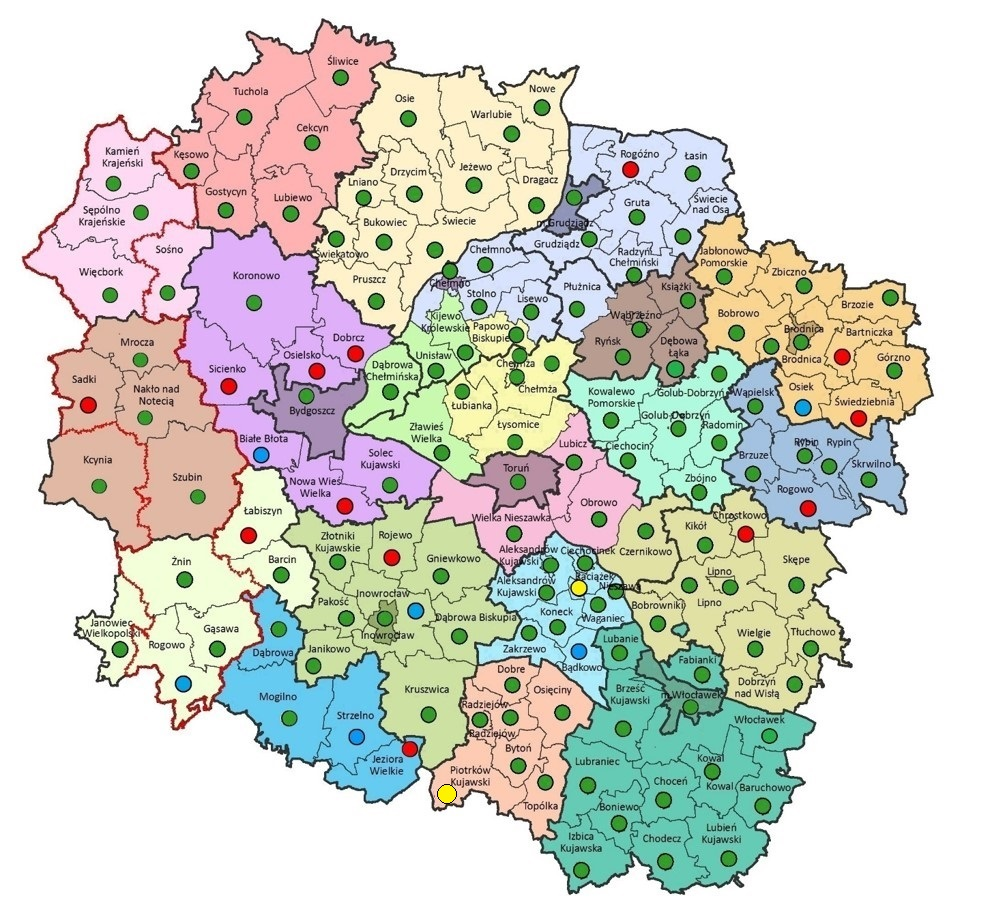 Śliwice
Tuchola
Cekcyn
Kęsowo
Gostycyn
Lubiewo
Osie
Nowe
Warlubie
Lniano
Drzycim
Jeżewo
Dragacz
Bukowiec
Świecie
Świekatowo
Pruszcz
Kamień
Krajeński
Sępólno
Krajeńskie
Sośno
Więcbork
Rogóźno
Łasin
Gruta
Świecie
nad Osą
m.Grudziądz
Grudziądz
Radzyń
Chełmiński
Chełmno
Chełmno
Stolno
Lisewo
Płużnica
Kijewo
Królewskie
Papowo
Biskupie
Unisław
Książki
Wąbrzeźno
Ryńsk
Dębowa
Łąka
Jabłonowo
Pomorskie
Zbiczno
Bobrowo
Brzozie
Brodnica
Bartniczka
Brodnica
Górzno
Osiek
Świedziebnia
Koronowo
Dobrz
Osielsko
Sicienko
Bydgoszcz
Białe Błota
Solec
Kujawski
Nowa Wieś
Wielka
Mrocza
Sadki
Nakło nad
Notecią
Kcynia
Szubin
Dąbrowa
Chełmińska
Chełmża
Chełmża
Łubianka
Łysomice
Zławieś
Wielka
Toruń
Lubicz
Obrowo
Wielka Nieszawka
Czernikowo
Kowalewo
Pomorskie
Golub-Dobrzyń
Golub-Dobrzyń
Radomin
Ciechocin
Zbójno
Wąpielsk
Brzuze
Rypin
Rypin
Skrwilno
Rogowo
Łabiszyn
Barcin
Żnin
Janowiec
Wielkopolski
Rogowo
Gąsawa
Złotniki
Kujawskie
Rojewo
Gniewkowo
Inowrocław
Pakość
Inowrocław
Dąbrowa Biskupia
Janikowo
Kruszwica
Aleksandrów
Kujawski
Ciechocinek
Aleksandrów
Kujawski
Raciążek
Nieszawa
Koneck
Waganiec
Zakrzewo
Bądkowo
Kikół
Chrostkowo
Skępe
Lipno
Lipno
Bobrowniki
Wielgie
Tłuchowo
Dobrzyń
nad Wisłą
Dąbrowa
Mogilno
Strzelno
Jeziora
Wielkie
Dobre
Osięciny
Radziejów
Radziejów
Bytoń
Piotrków
Kujawski
Topólka
Lubanie
Fabianki
Brześć
Kujawski
m.Włocławek
Włocławek
Lubraniec
Kowal
Kowal
Choceń
Baruchowo
Boniewo
Izbica
Kujawska
Chodecz
Lubień
Kujawski